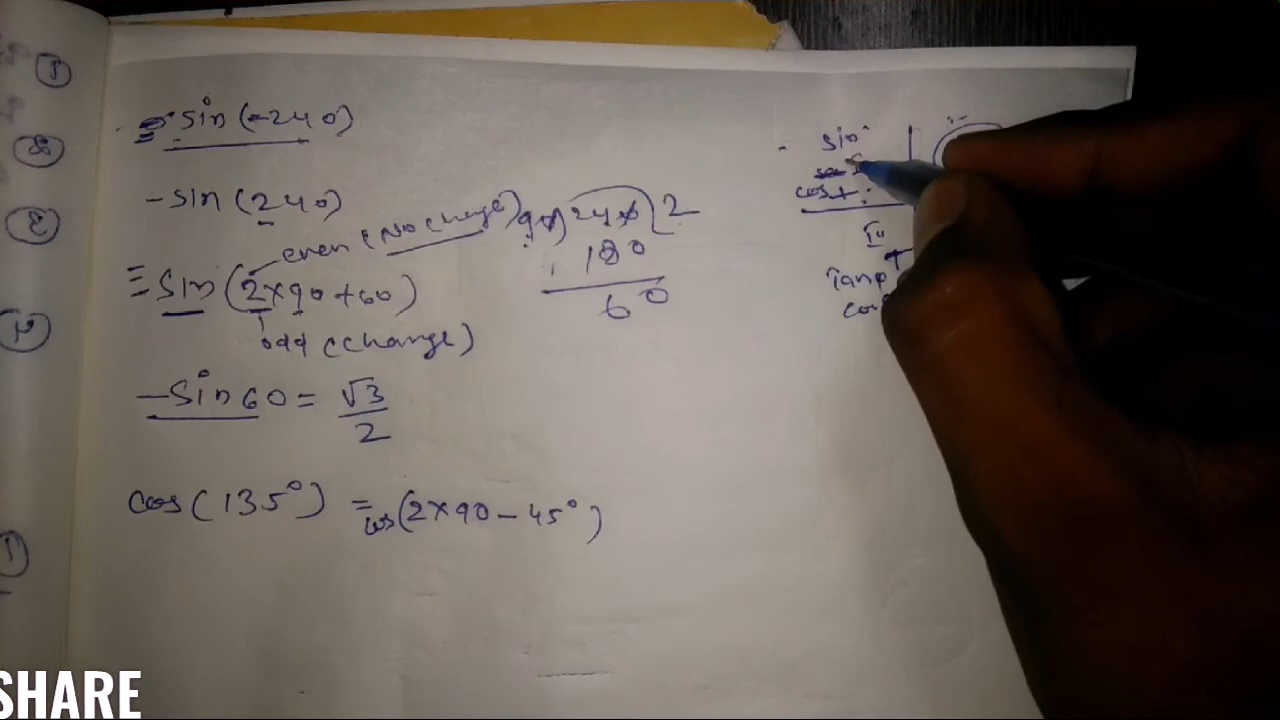 sin(-240)
-sin(240)
even (No change) 90) 240 (2
180
60
= sin(2×90+60)
odd (change)
-sin 60 = √3/2
cos(135°) = cos(2×90-45°)
sin
SHARE